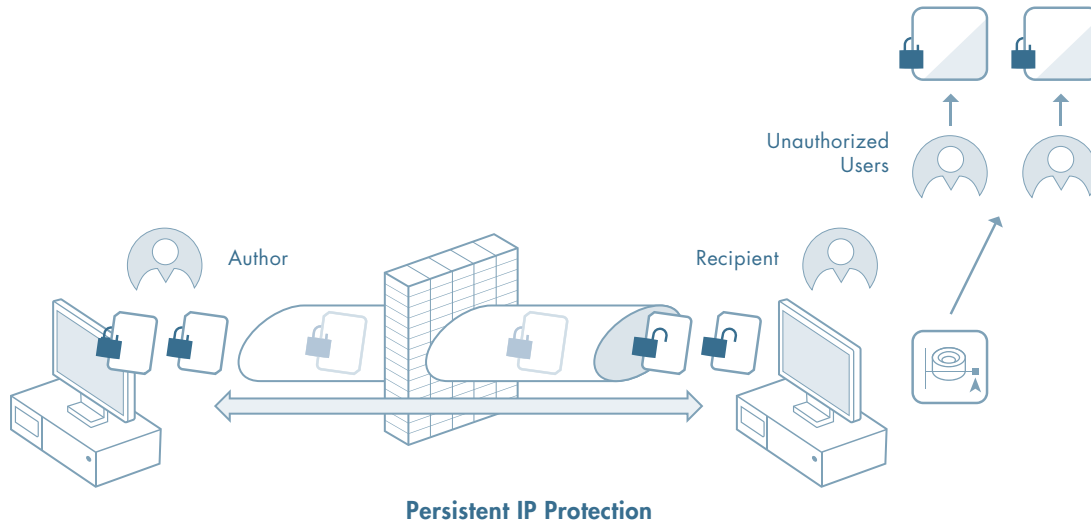 Unauthorized
Users
Author
Recipient
Persistent IP Protection